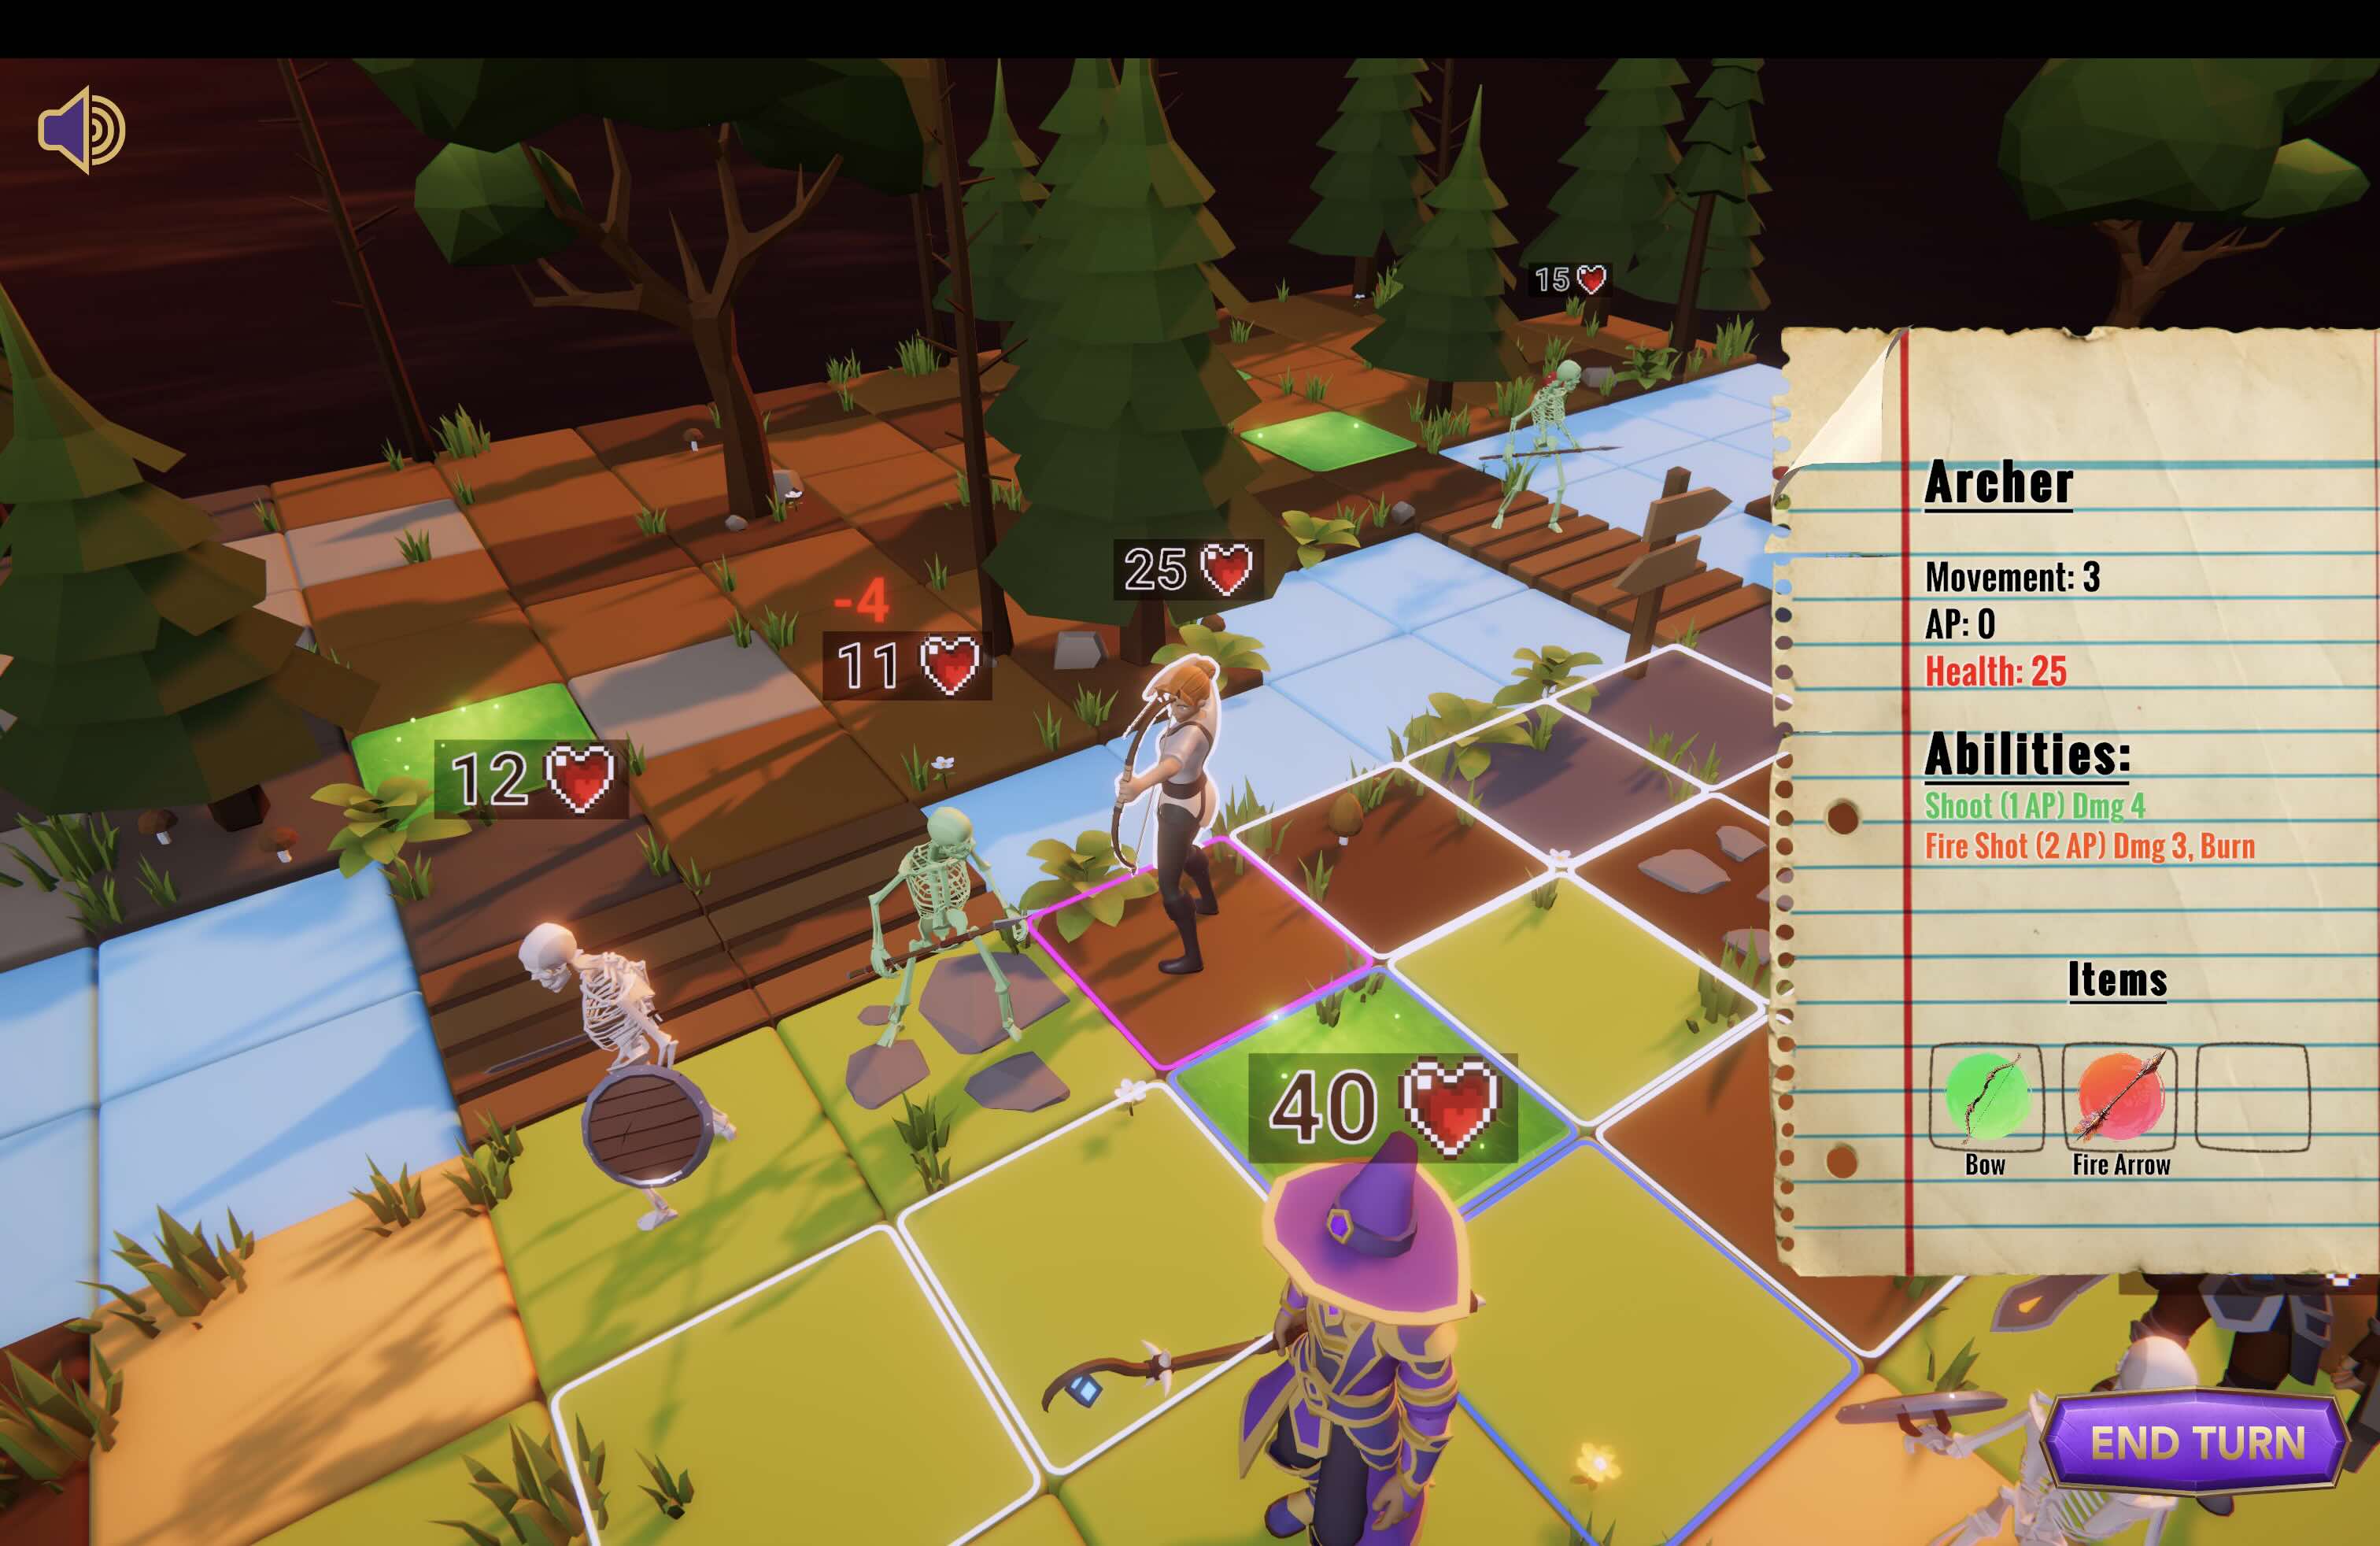 15
25
-4
11
12
40
Archer
Movement: 3
AP: 0
Health: 25
Abilities:
Shoot (1 AP) Dmg 4
Fire Shot (2 AP) Dmg 3, Burn
Items
Bow
Fire Arrow
END TURN